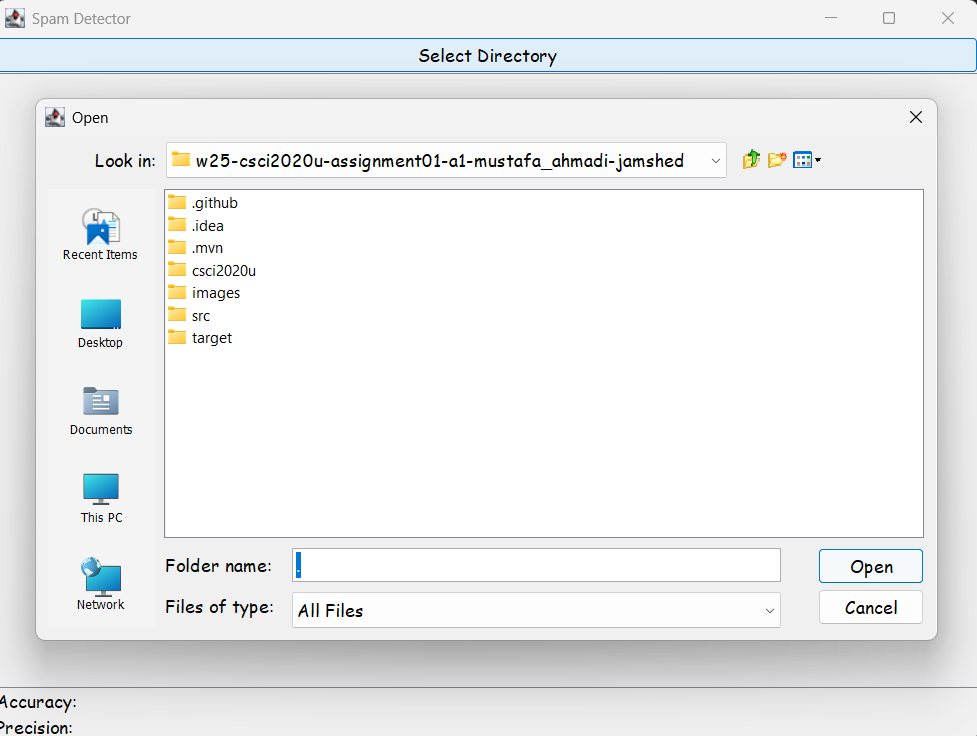 Spam Detector
Select Directory
Open
Look in: w25-csci2020u-assignment01-a1-mustafa_ahmadi-jamshed
Recent Items
Desktop
Documents
This PC
Network
.github
.idea
.mvn
csci2020u
images
src
target
Folder name: .
Open
Files of type: All Files
Cancel
Accuracy:
Precision: